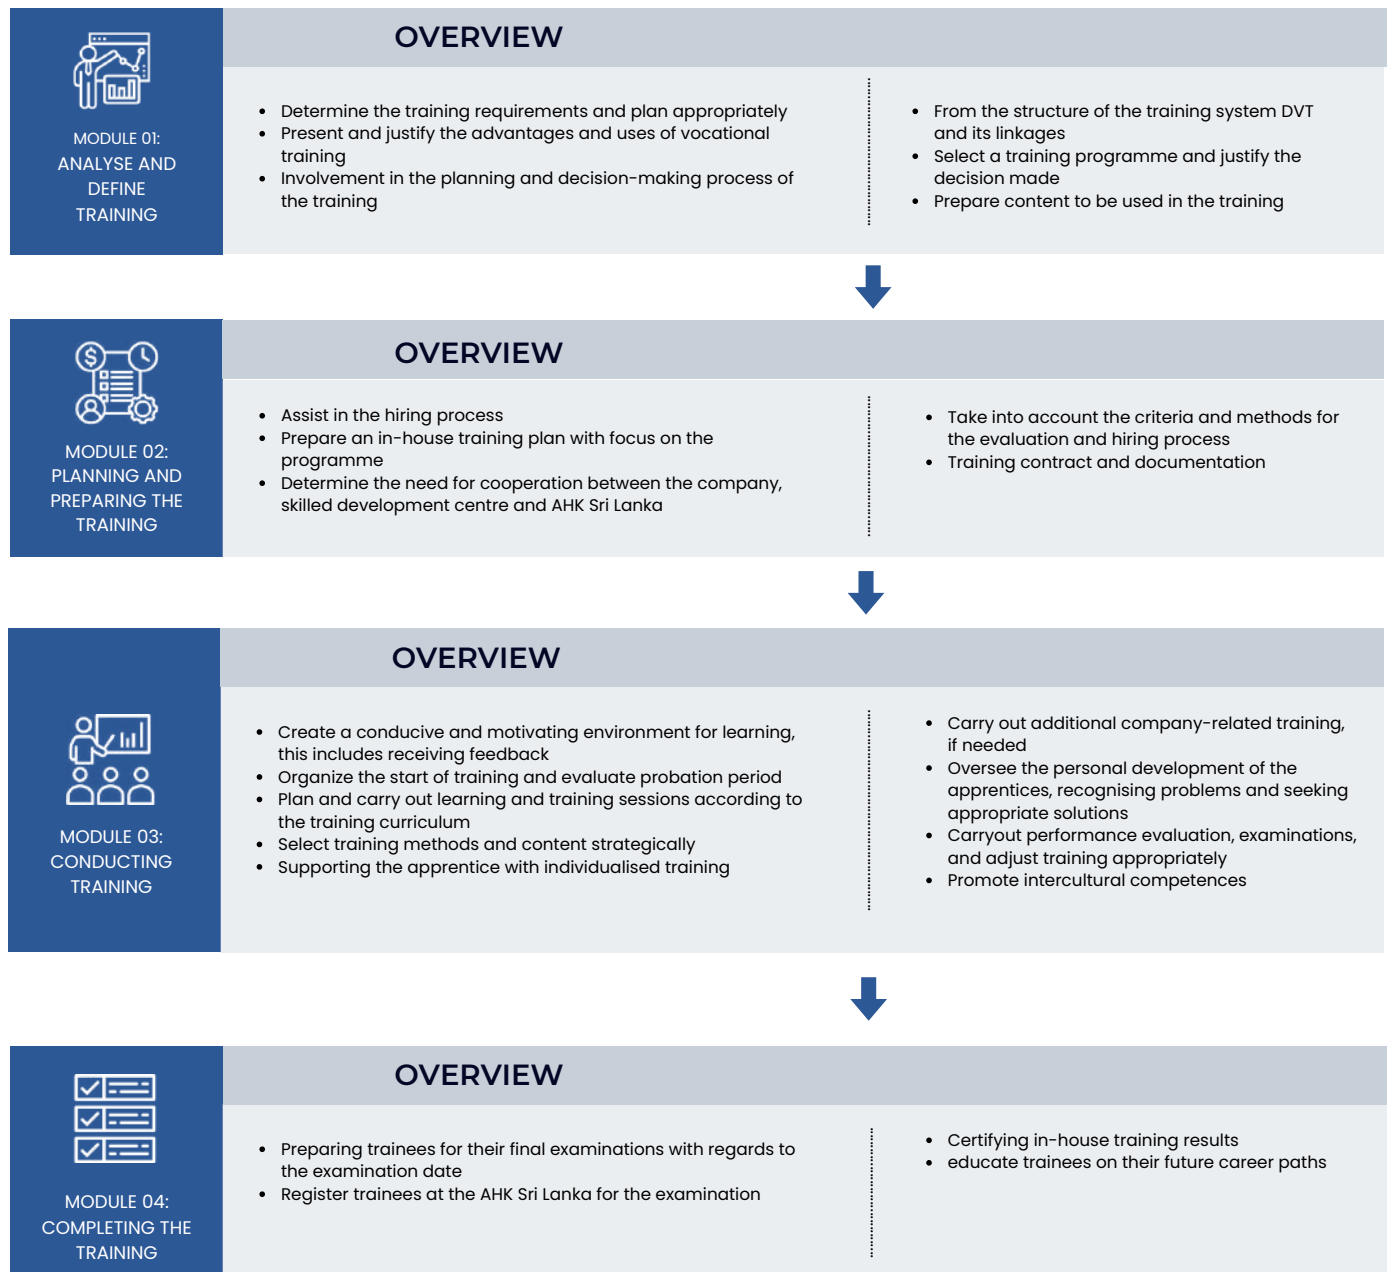 MODULE 01:
ANALYSE AND
DEFINE
TRAINING
OVERVIEW
• Determine the training requirements and plan appropriately
• Present and justify the advantages and uses of vocational
training
• Involvement in the planning and decision-making process of
the training
• From the structure of the training system DVT
and its linkages
• Select a training programme and justify the
decision made
• Prepare content to be used in the training
MODULE 02:
PLANNING AND
PREPARING THE
TRAINING
OVERVIEW
• Assist in the hiring process
• Prepare an in-house training plan with focus on the
programme
• Determine the need for cooperation between the company,
skilled development centre and AHK Sri Lanka
• Take into account the criteria and methods for
the evaluation and hiring process
• Training contract and documentation
MODULE 03:
CONDUCTING
TRAINING
OVERVIEW
• Create a conducive and motivating environment for learning,
this includes receiving feedback
• Organize the start of training and evaluate probation period
• Plan and carry out learning and training sessions according to
the training curriculum
• Select training methods and content strategically
• Supporting the apprentice with individualised training
• Carry out additional company-related training,
if needed
• Oversee the personal development of the
apprentices, recognising problems and seeking
appropriate solutions
• Carryout performance evaluation, examinations,
and adjust training appropriately
• Promote intercultural competences
MODULE 04:
COMPLETING THE
TRAINING
OVERVIEW
• Preparing trainees for their final examinations with regards to
the examination date
• Register trainees at the AHK Sri Lanka for the examination
• Certifying in-house training results
• educate trainees on their future career paths